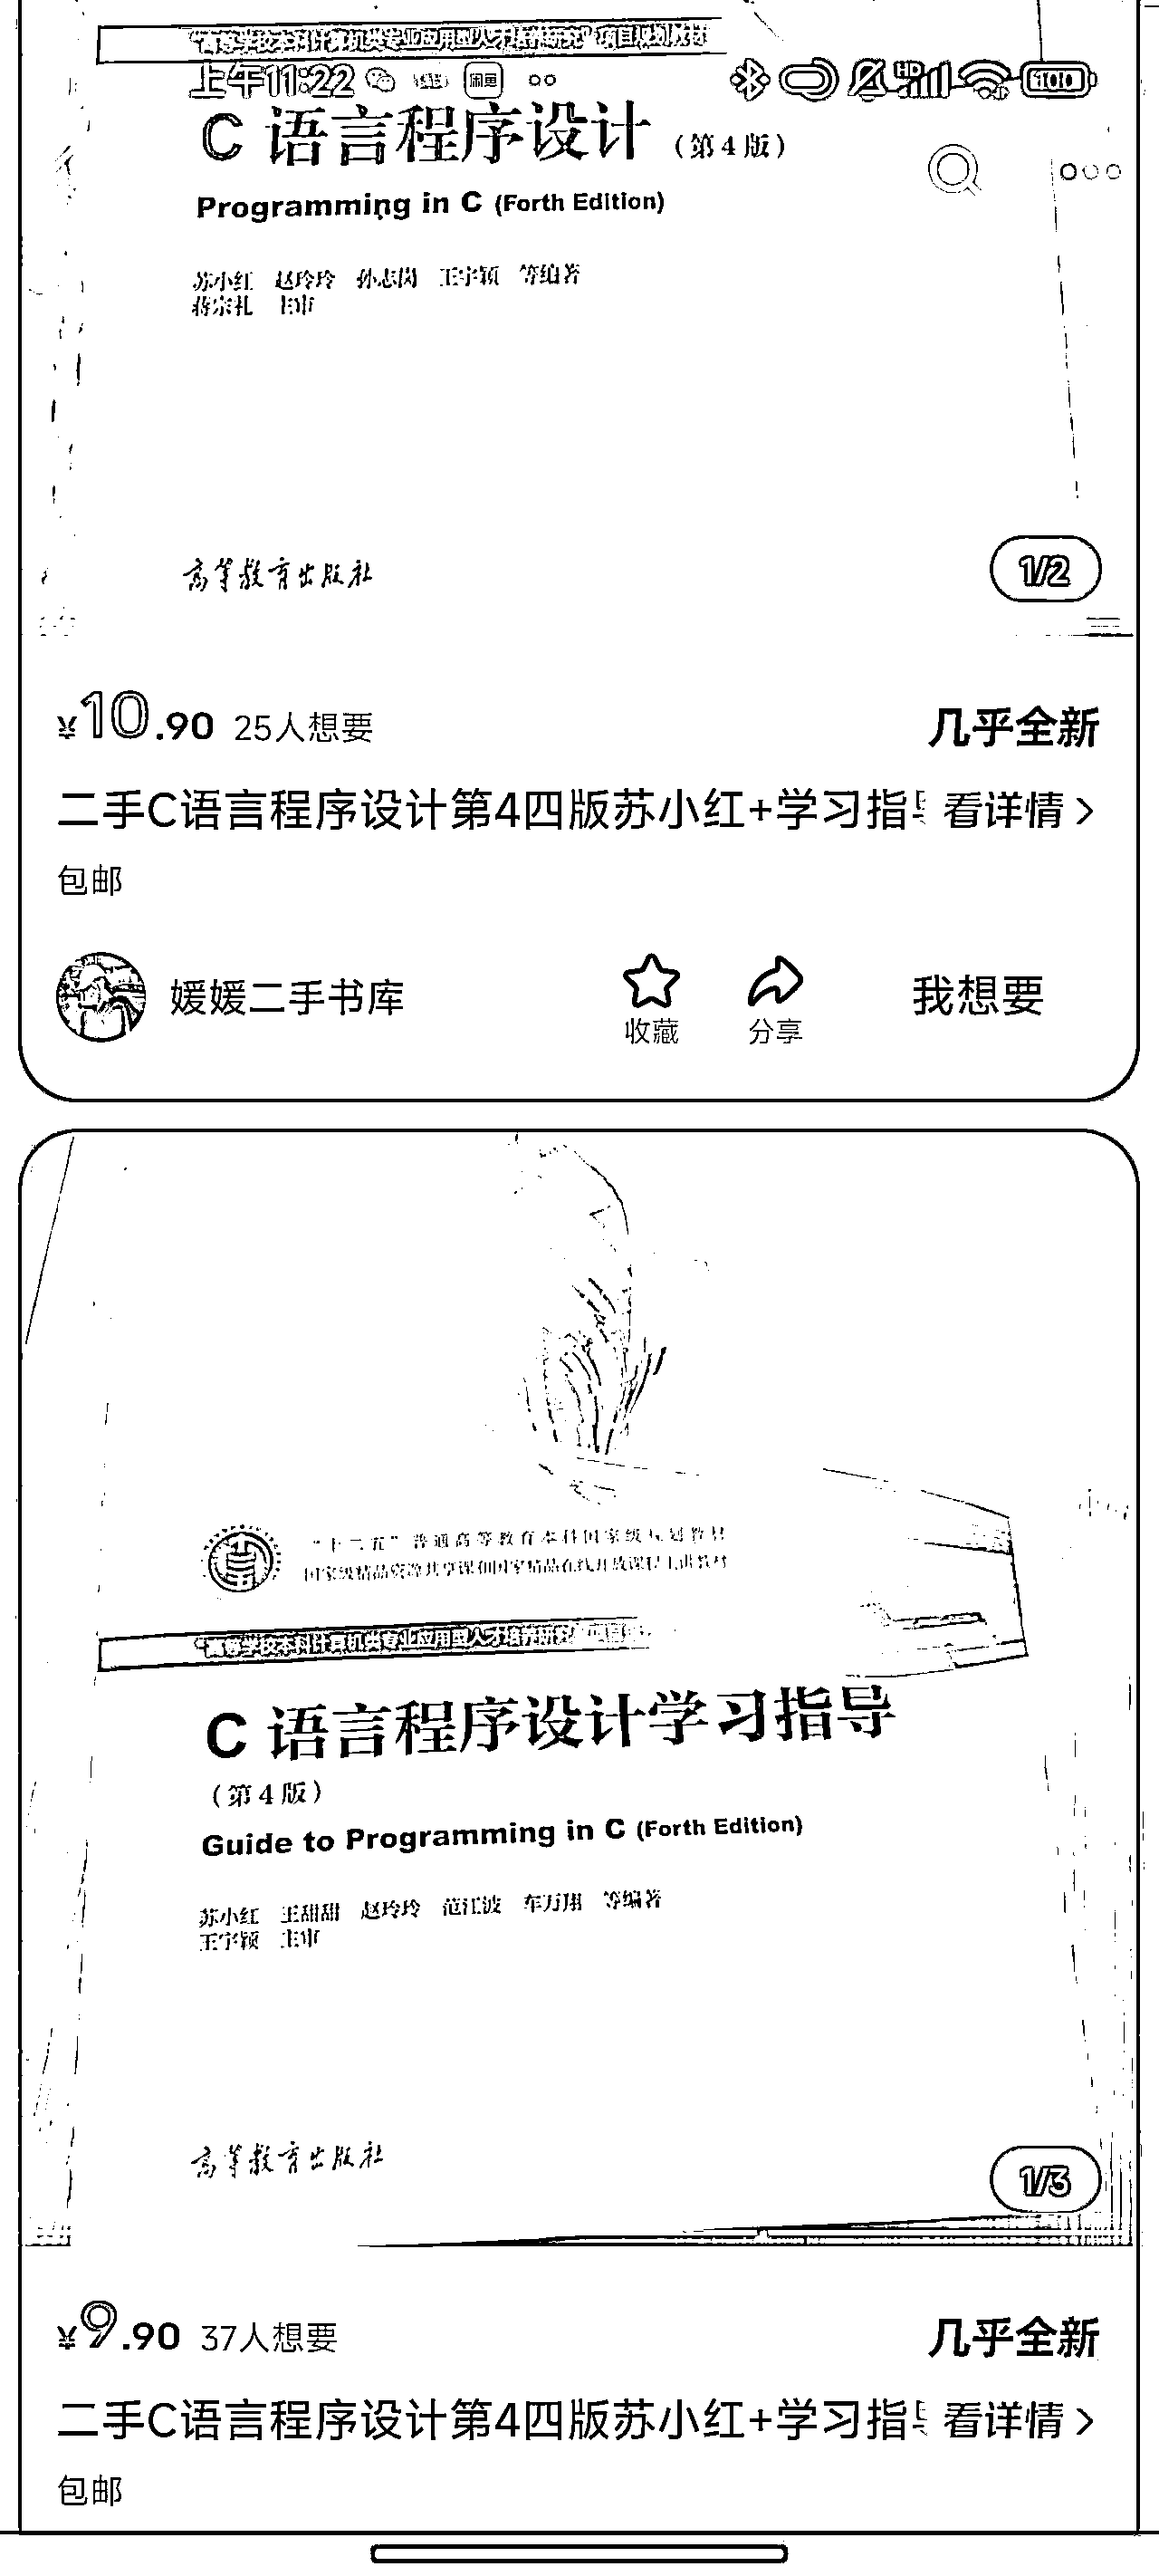 “高等学校本科计算机类专业应用型人才培养研究”项目规划教材
上午11:22 闲鱼 HD 100
C 语言程序设计（第4版）
Programming in C (Forth Edition)
苏小红 赵玲玲 孙志岗 王宇颖 等编著
蒋宗礼 主审
高等教育出版社
1/2
¥10.90 25人想要 几乎全新
二手C语言程序设计第4四版苏小红+学习指 看详情
包邮
媛媛二手书库 收藏 分享 我想要
“十二五”普通高等教育本科国家级规划教材
国家级精品资源共享课和国家精品在线开放课程主讲教材
“高等学校本科计算机类专业应用型人才培养研究”项目
C 语言程序设计学习指导
（第4版）
Guide to Programming in C (Forth Edition)
苏小红 王甜甜 赵玲玲 范江波 车万翔 等编著
王宇颖 主审
高等教育出版社
1/3
¥9.90 37人想要 几乎全新
二手C语言程序设计第4四版苏小红+学习指 看详情
包邮